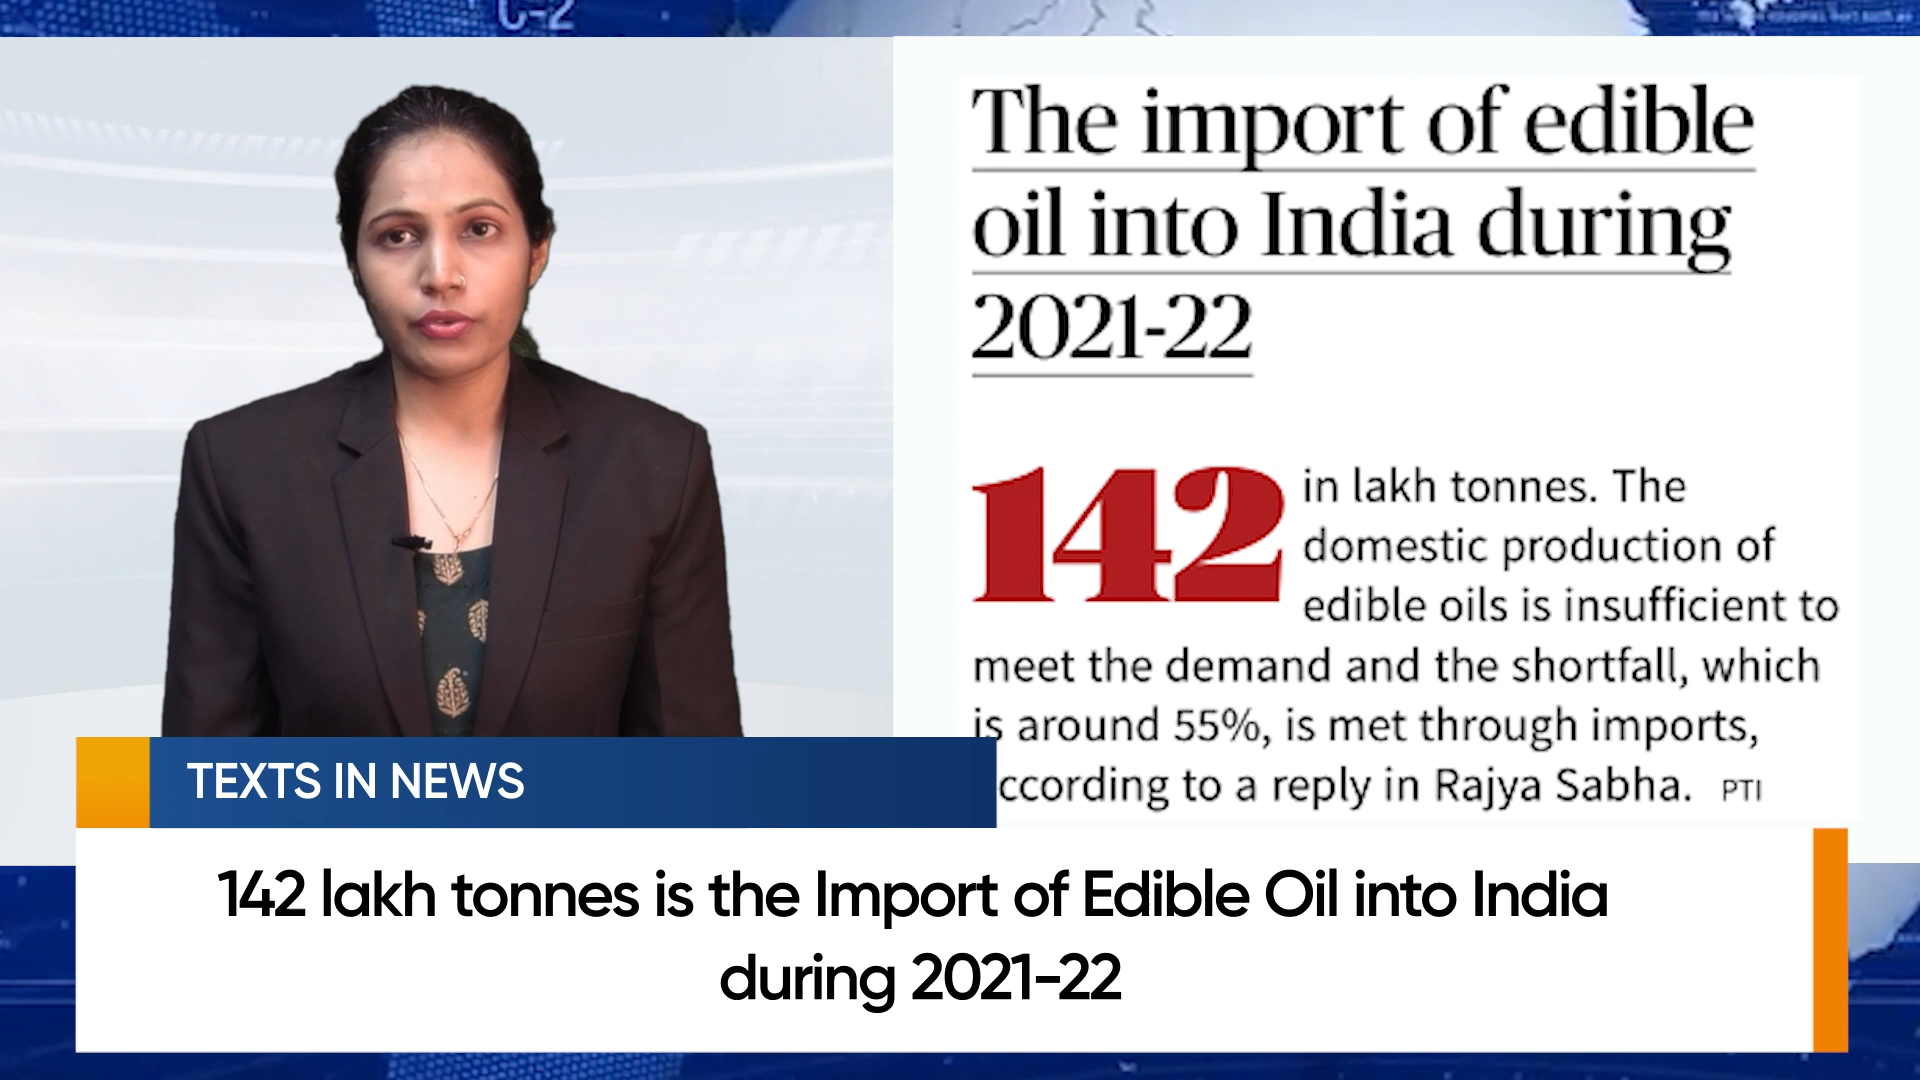 C-2
The import of edible
oil into India during
2021-22
142 in lakh tonnes. The
domestic production of
edible oils is insufficient to
meet the demand and the shortfall, which
is around 55%, is met through imports,
ccording to a reply in Rajya Sabha. PTI
TEXTS IN NEWS
142 lakh tonnes is the Import of Edible Oil into India
during 2021-22